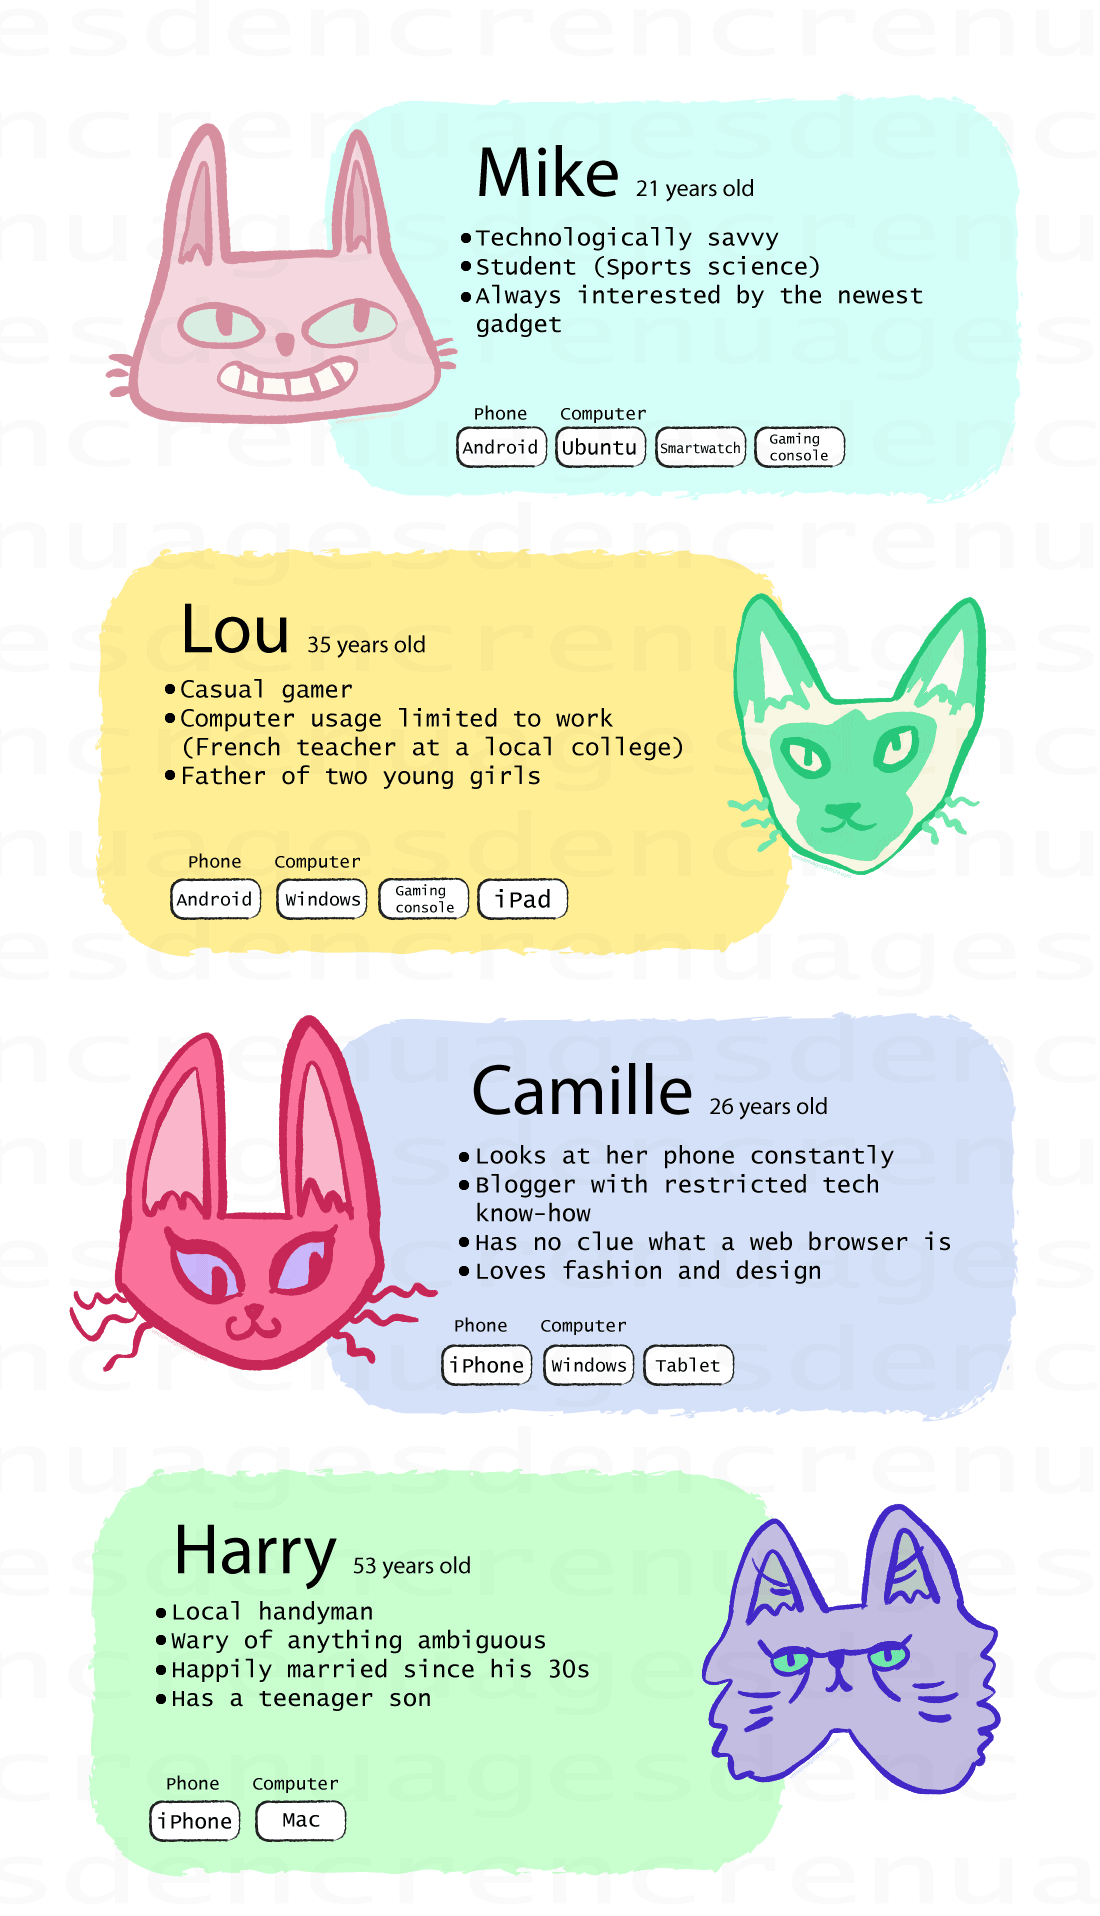 Mike 21 years old
•Technologically savvy
•Student (Sports science)
•Always interested by the newest
gadget
Phone Computer
Android Ubuntu Smartwatch Gaming console
Lou 35 years old
•Casual gamer
•Computer usage limited to work
(French teacher at a local college)
•Father of two young girls
Phone Computer
Android Windows Gaming console iPad
Camille 26 years old
•Looks at her phone constantly
•Blogger with restricted tech
know-how
•Has no clue what a web browser is
•Loves fashion and design
Phone Computer
iPhone Windows Tablet
Harry 53 years old
•Local handyman
•Wary of anything ambiguous
•Happily married since his 30s
•Has a teenager son
Phone Computer
iPhone Mac